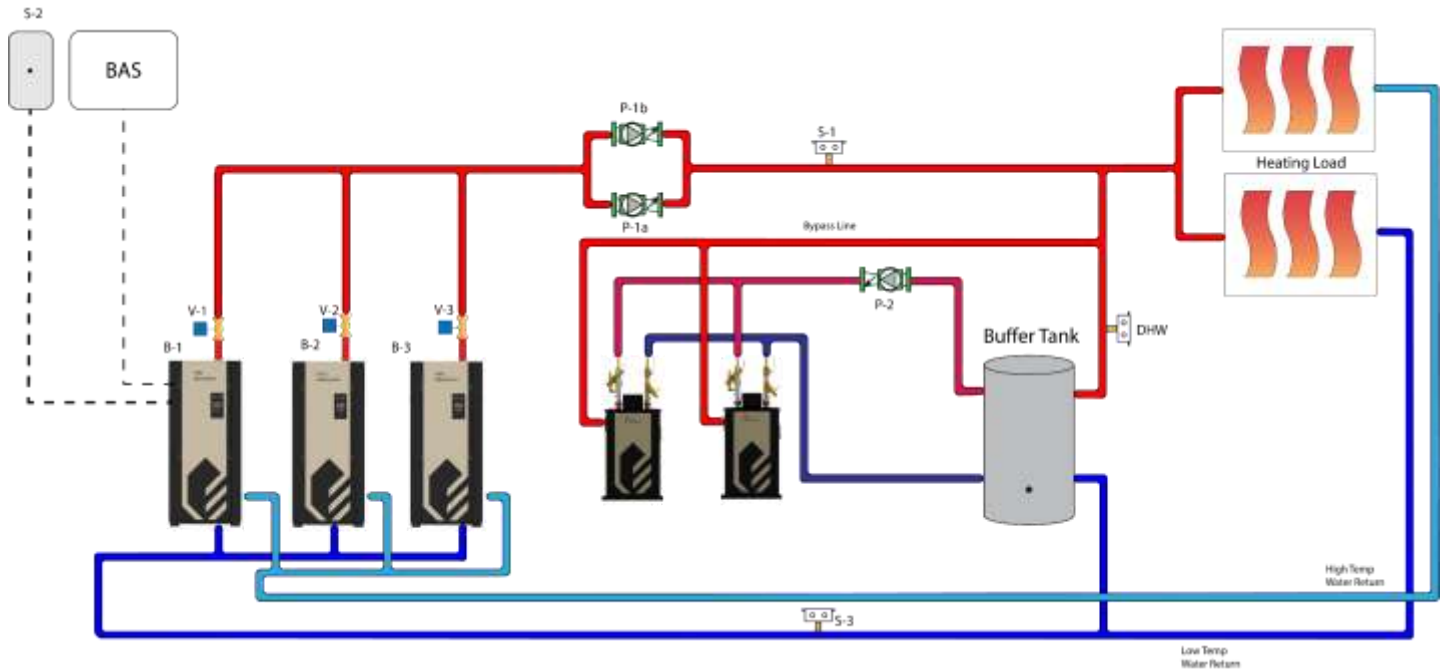 S-2
BAS
P-1b
S-1
Heating Load
P-1a
Bypass Line
P-2
V-1
V-2
V-3
DHW
Buffer Tank
B-1
B-2
B-3
High Temp
Water Return
S-3
Low Temp
Water Return